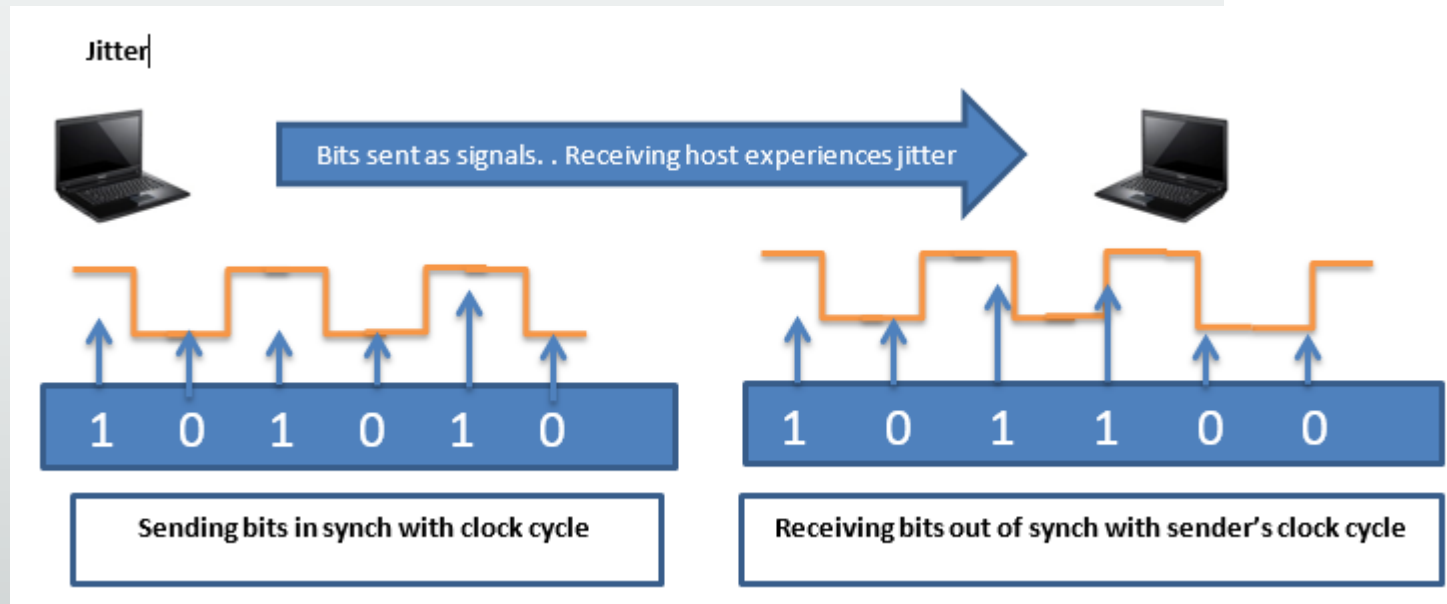 Jitter
Bits sent as signals. . Receiving host experiences jitter
1 0 1 0 1 0
1 0 1 1 0 0
Sending bits in synch with clock cycle
Receiving bits out of synch with sender’s clock cycle